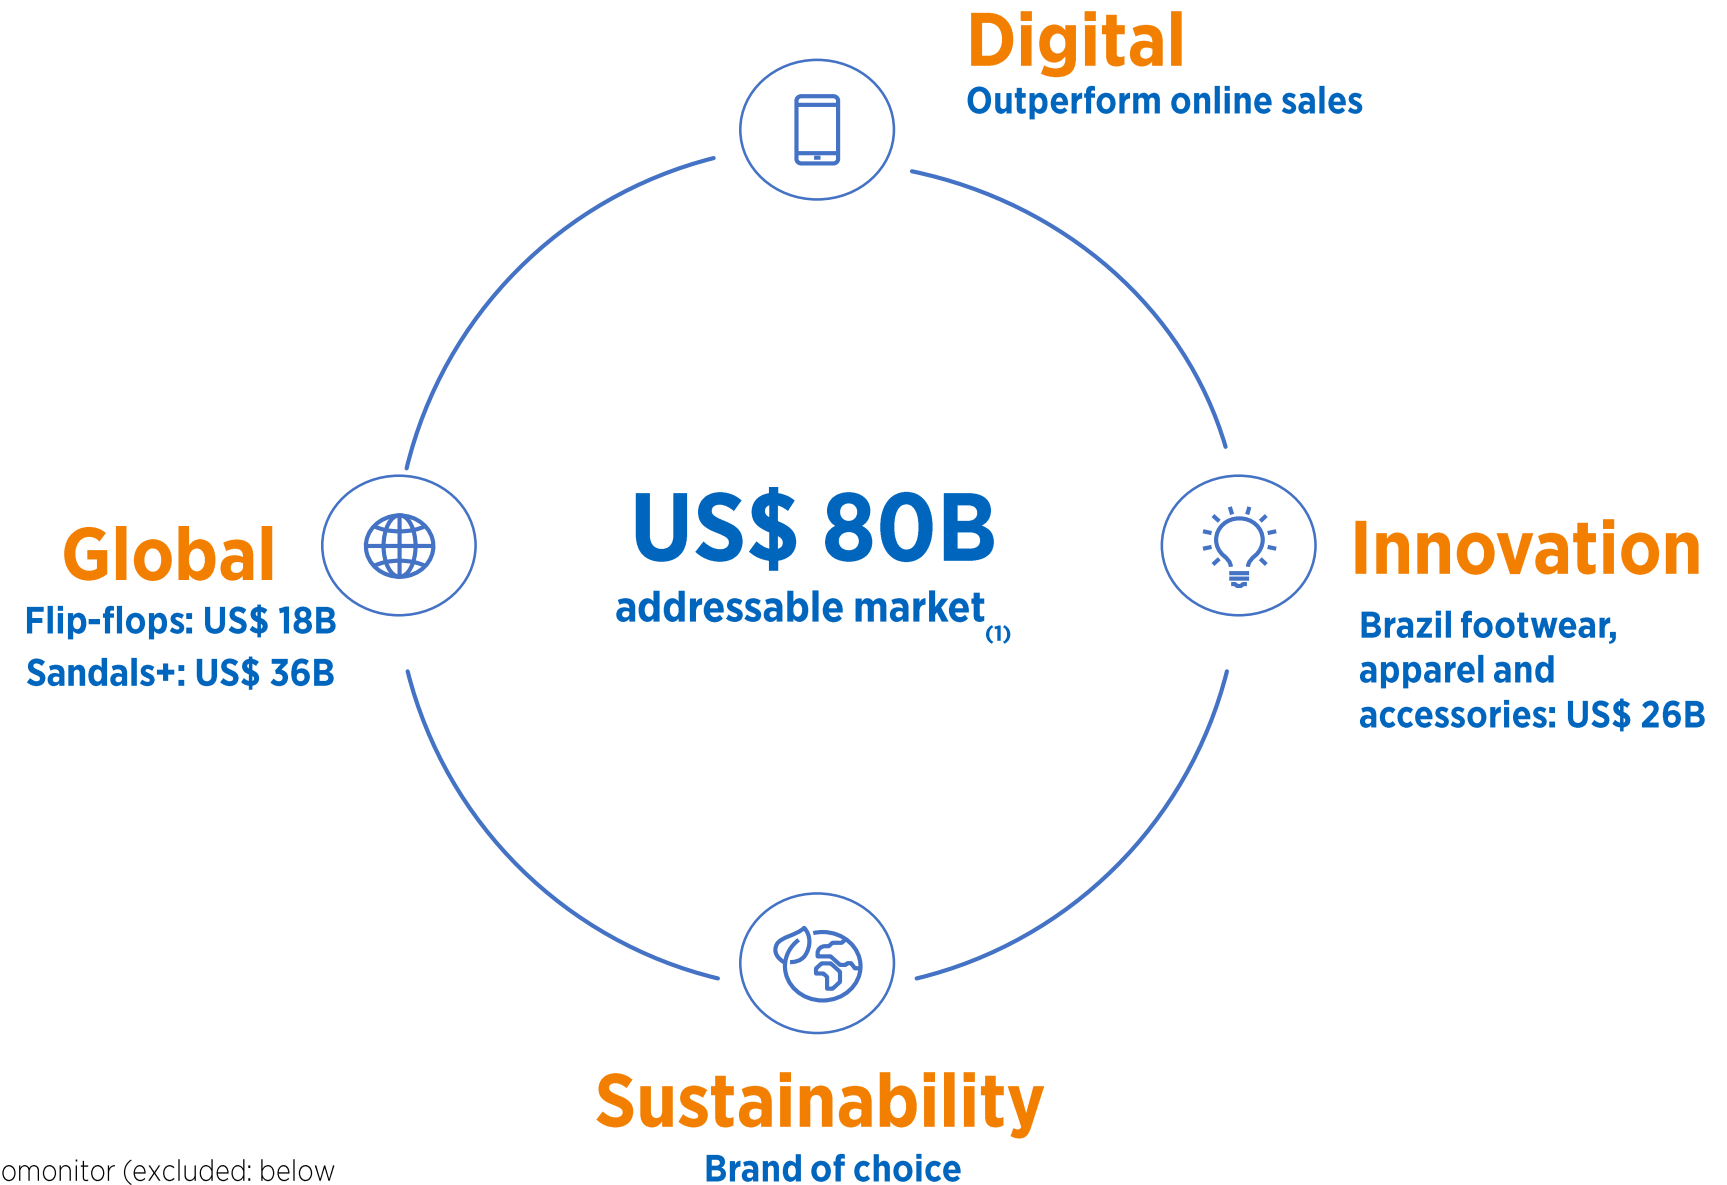 Digital
Outperform online sales
US$ 80B
addressable market
(1)
Global
Flip-flops: US$ 18B
Sandals+: US$ 36B
Innovation
Brazil footwear,
apparel and
accessories: US$ 26B
Sustainability
Brand of choice
omonitor (excluded: below